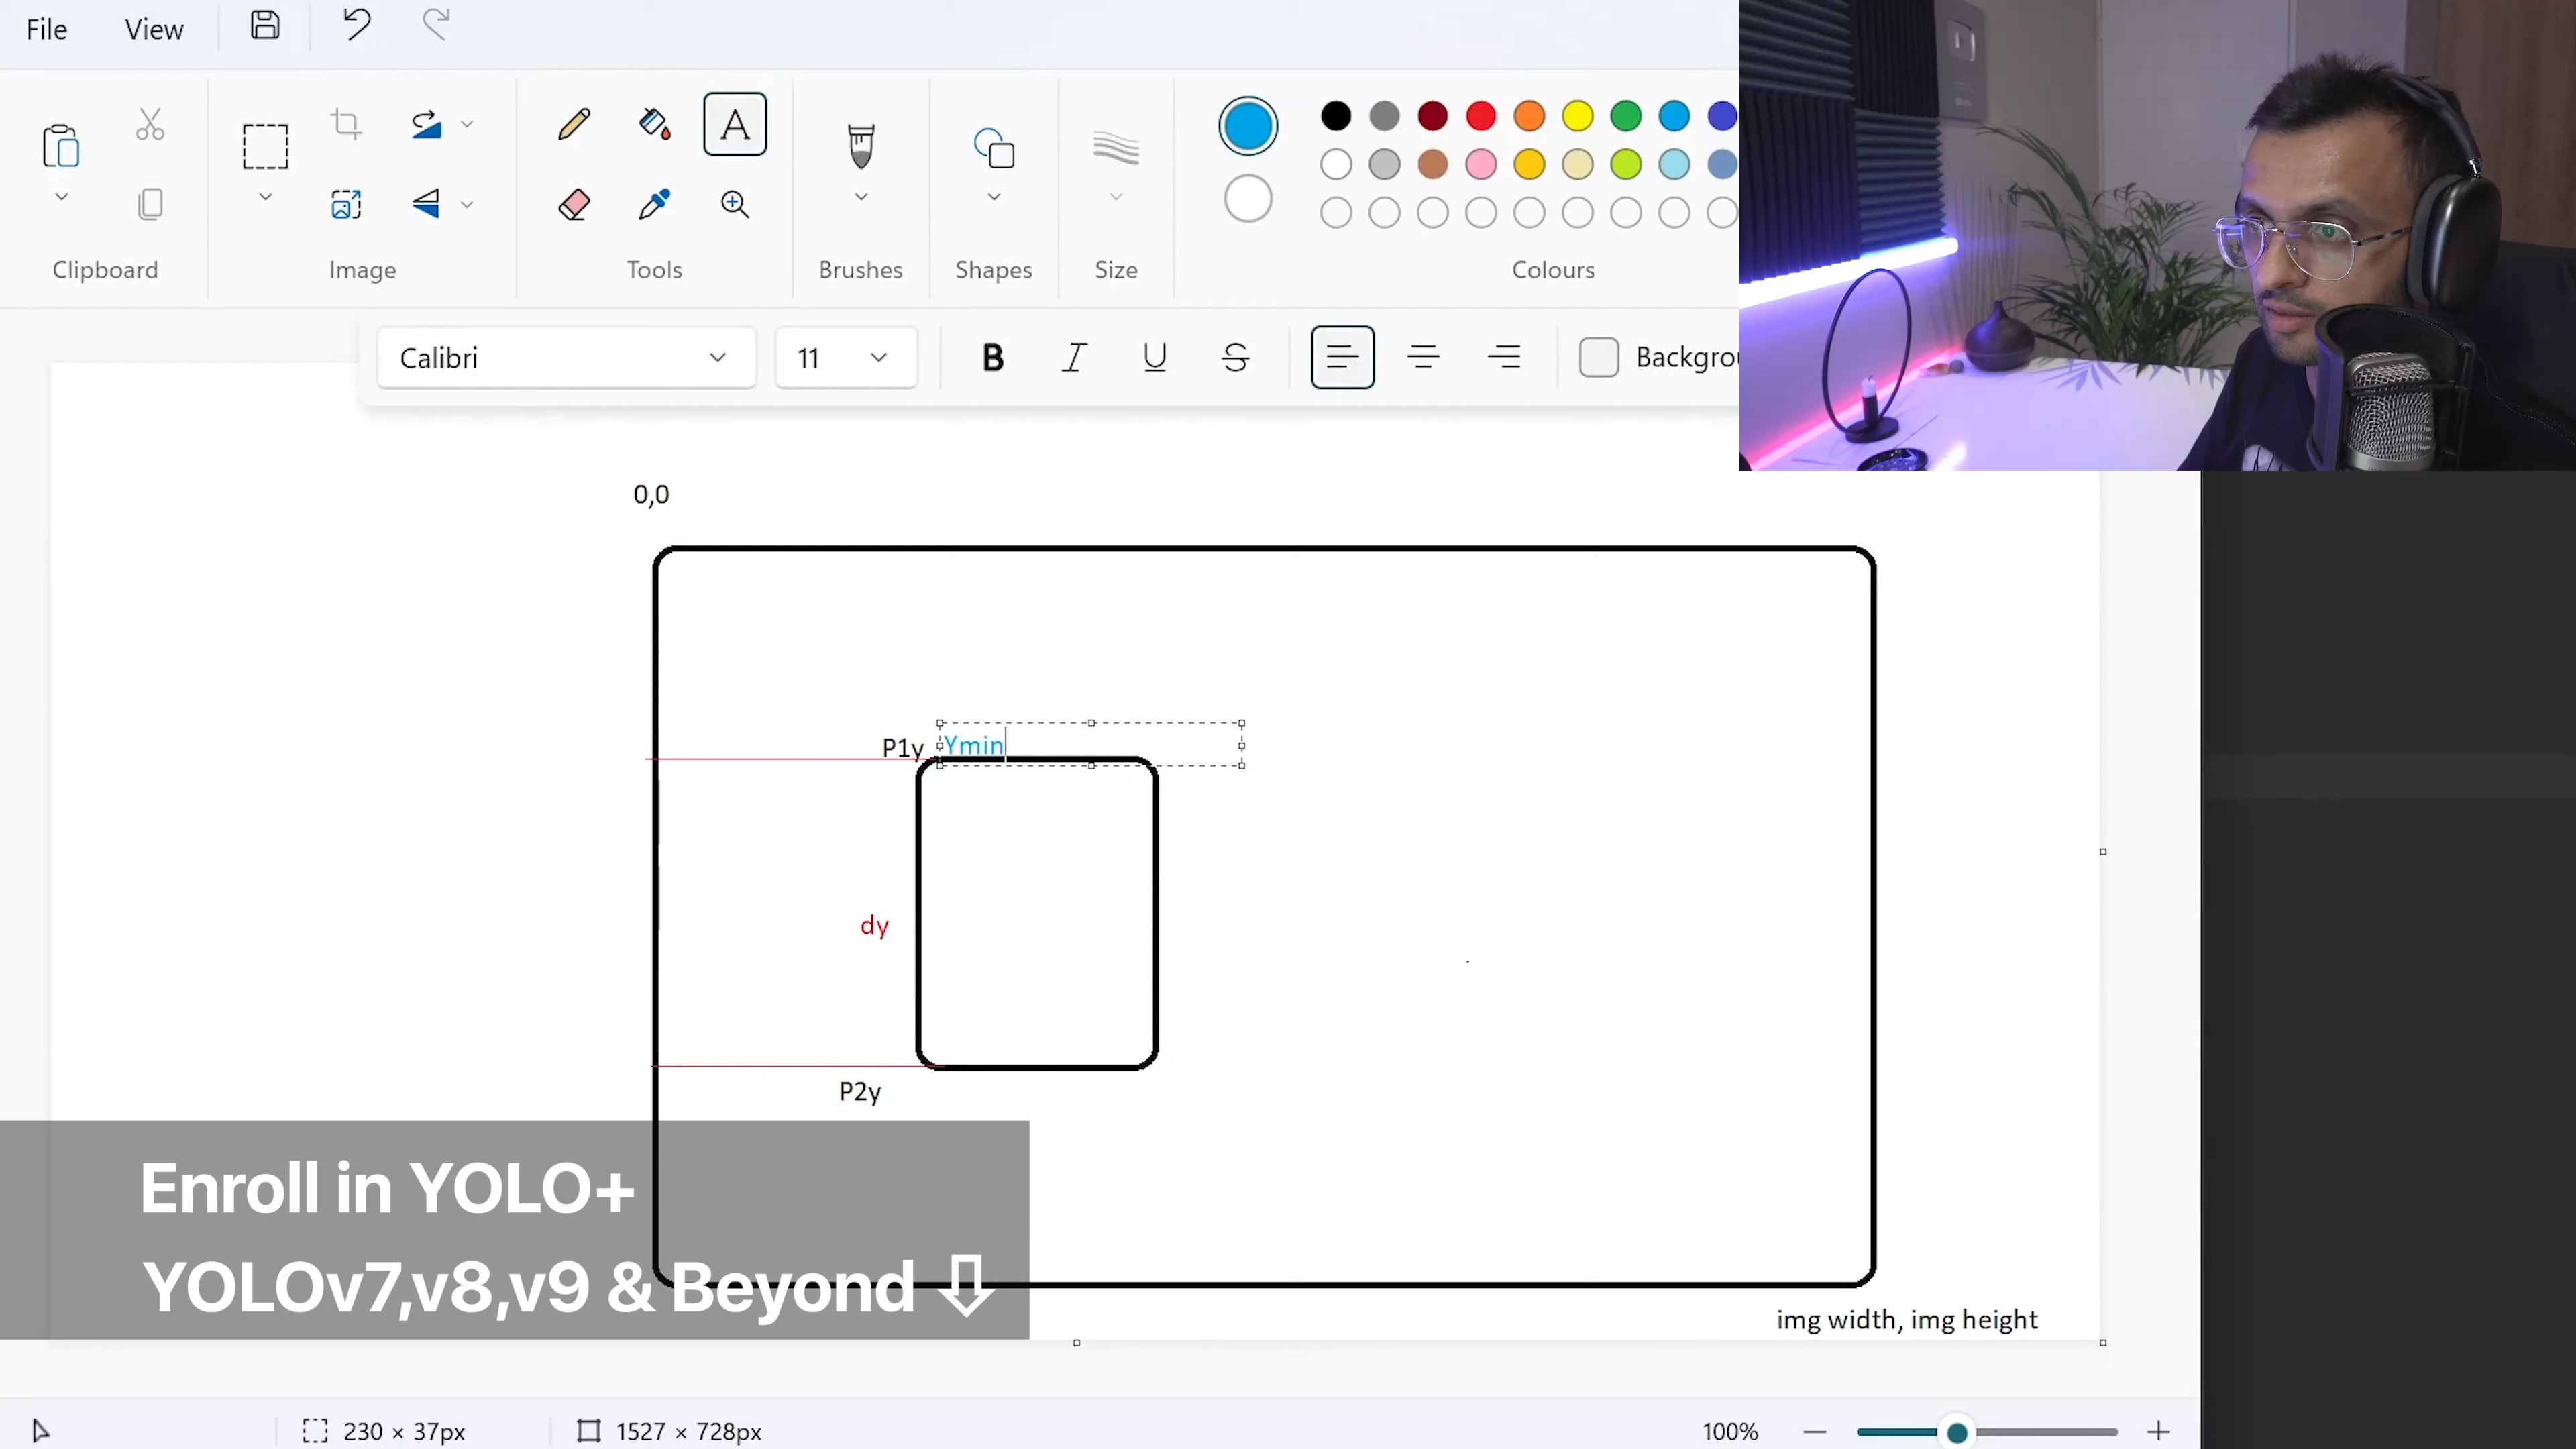 File View
Clipboard Image Tools Brushes Shapes Size Colours
Calibri 11 B I U S Backgrou
0,0
P1y Ymin
dy
P2y
Enroll in YOLO+
YOLOv7,v8,v9 & Beyond
img width, img height
230 × 37px 1527 × 728px 100%